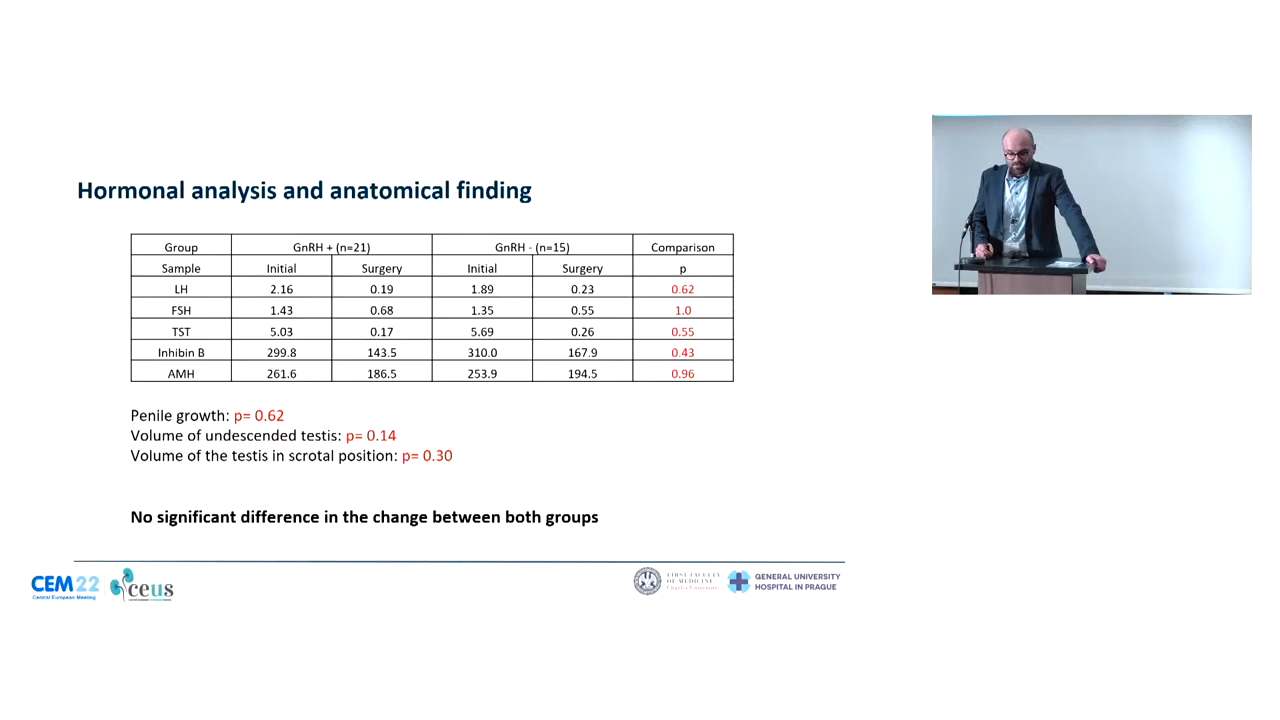 Hormonal analysis and anatomical finding
Group GnRH + (n=21) GnRH - (n=15) Comparison
Sample Initial Surgery Initial Surgery p
LH 2.16 0.19 1.89 0.23 0.62
FSH 1.43 0.68 1.35 0.55 1.0
TST 5.03 0.17 5.69 0.26 0.55
Inhibin B 299.8 143.5 310.0 167.9 0.43
AMH 261.6 186.5 253.9 194.5 0.96
Penile growth: p= 0.62
Volume of undescended testis: p= 0.14
Volume of the testis in scrotal position: p= 0.30
No significant difference in the change between both groups
CEM22
Central European Meeting
ceus
FIRST FACULTY
OF MEDICINE
Charles University
GENERAL UNIVERSITY
HOSPITAL IN PRAGUE